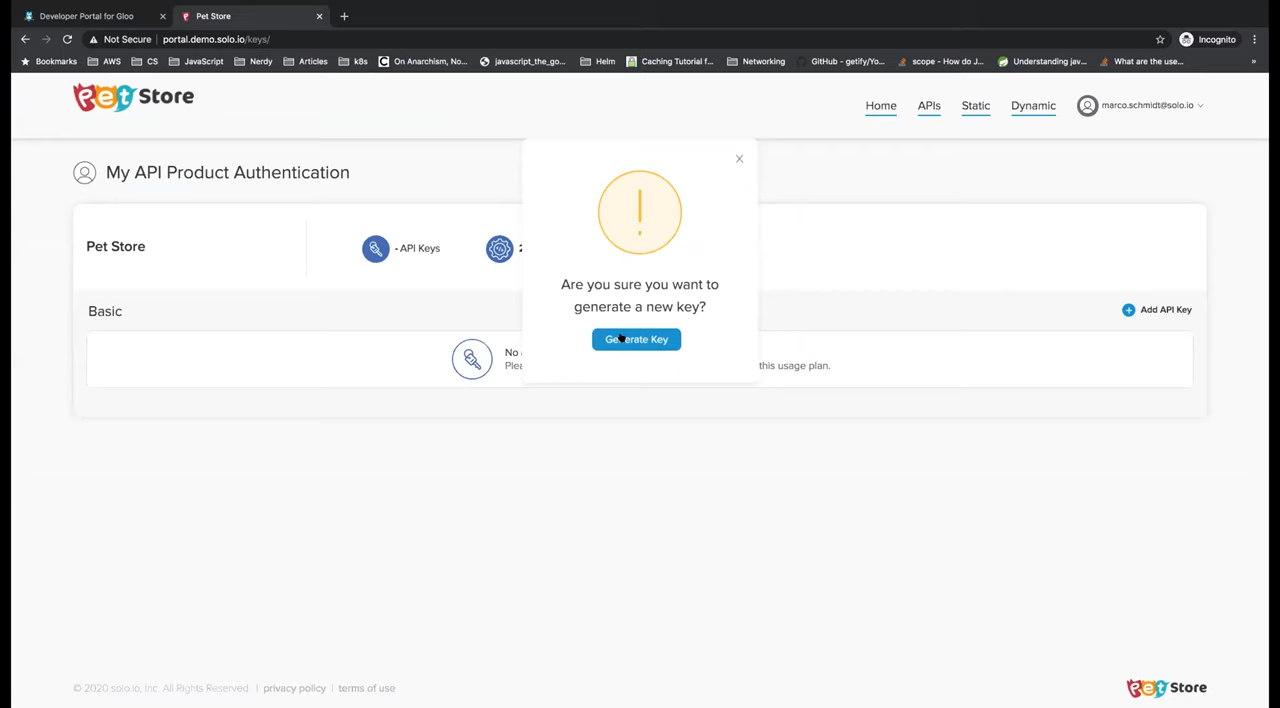 Developer Portal for Gloo
Pet Store
Not Secure
portal.demo.solo.io/keys/
Incognito
Bookmarks
AWS
CS
JavaScript
Nerdy
Articles
k8s
On Anarchism, No...
javascript_the_go...
Helm
Caching Tutorial f...
Networking
GitHub - getify/Yo...
scope - How do J...
Understanding jav...
What are the use...
»
Pet Store
Home
APIs
Static
Dynamic
marco.schmidt@solo.io
My API Product Authentication
Pet Store
- API Keys
2
!
Are you sure you want to
generate a new key?
Generate Key
Basic
Add API Key
No
Plea
this usage plan.
© 2020 solo.io, Inc. All Rights Reserved. | privacy policy | terms of use
Pet Store